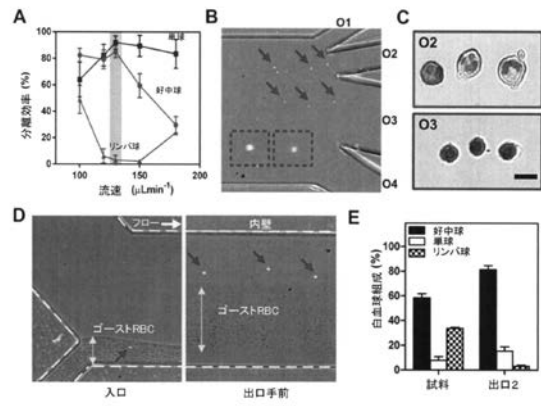 A
分離効率 (%)
100
80
60
40
20
0
単球
好中球
リンパ球
50
100
150
200
流速 (μLmin⁻¹)
B
O1
O2
O3
O4
C
O2
O3
D
フロー
内壁
ゴーストRBC
ゴーストRBC
入口
出口手前
E
白血球組成 (%)
100
80
60
40
20
0
好中球
単球
リンパ球
試料
出口2